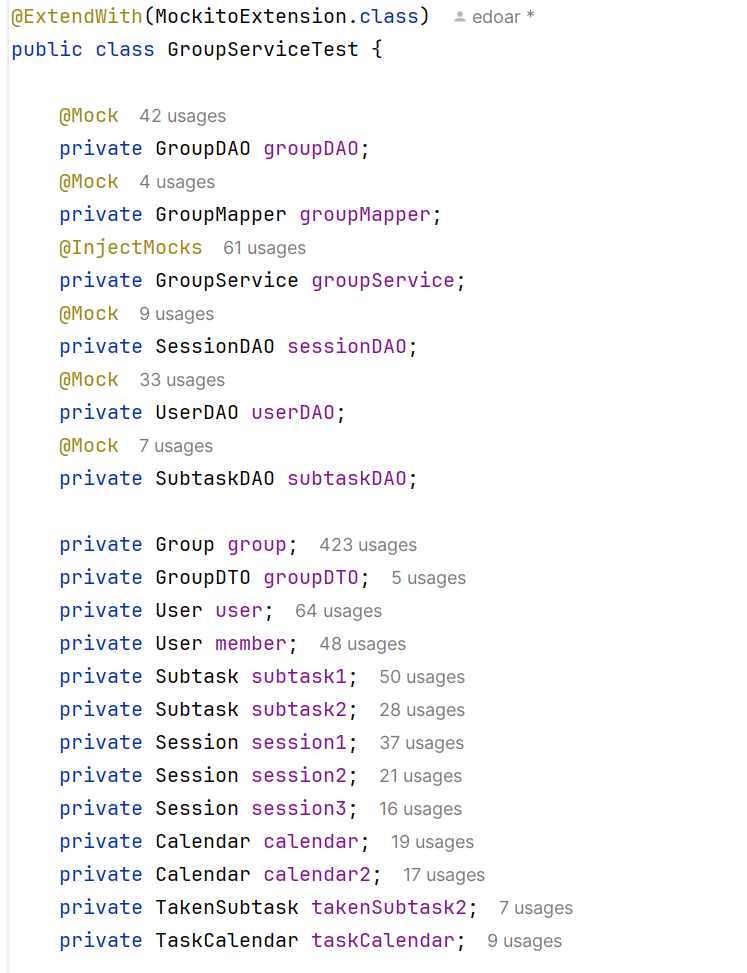 @ExtendWith(MockitoExtension.class) edoar *
public class GroupServiceTest {
@Mock 42 usages
private GroupDAO groupDAO;
@Mock 4 usages
private GroupMapper groupMapper;
@InjectMocks 61 usages
private GroupService groupService;
@Mock 9 usages
private SessionDAO sessionDAO;
@Mock 33 usages
private UserDAO userDAO;
@Mock 7 usages
private SubtaskDAO subtaskDAO;
private Group group; 423 usages
private GroupDTO groupDTO; 5 usages
private User user; 64 usages
private User member; 48 usages
private Subtask subtask1; 50 usages
private Subtask subtask2; 28 usages
private Session session1; 37 usages
private Session session2; 21 usages
private Session session3; 16 usages
private Calendar calendar; 19 usages
private Calendar calendar2; 17 usages
private TakenSubtask takenSubtask2; 7 usages
private TaskCalendar taskCalendar; 9 usages